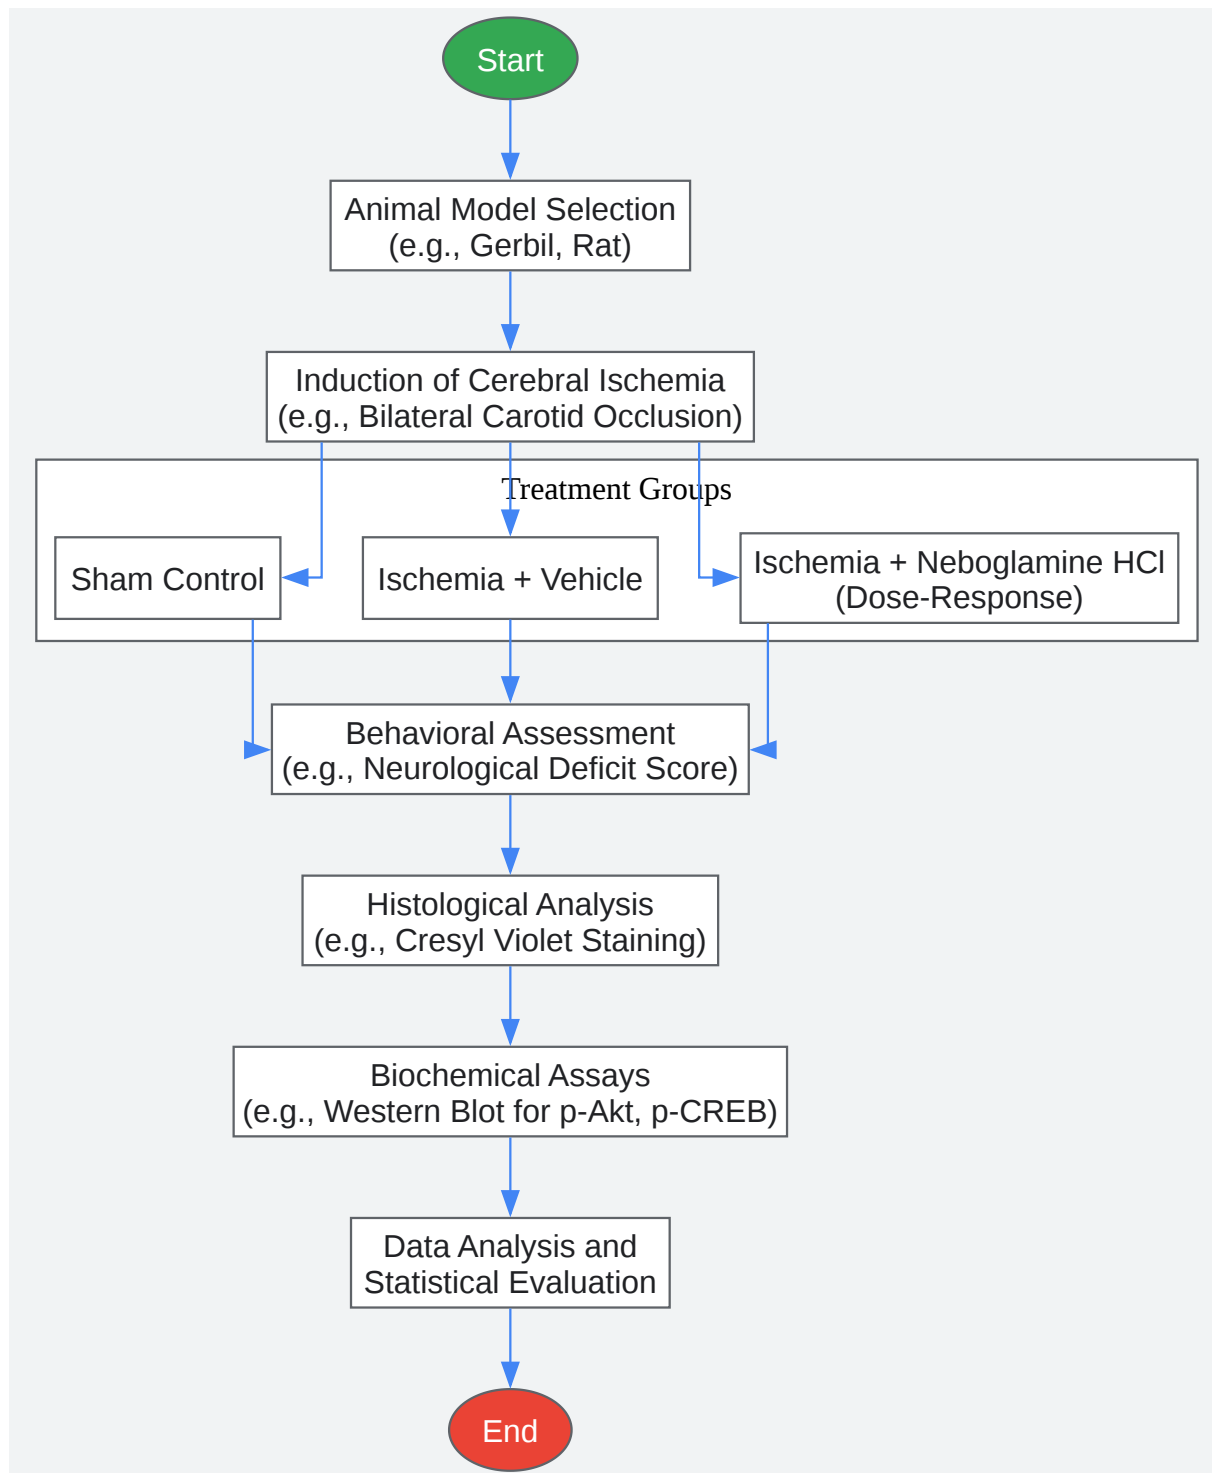 Start
Animal Model Selection
(e.g., Gerbil, Rat)
Induction of Cerebral Ischemia
(e.g., Bilateral Carotid Occlusion)
Treatment Groups
Sham Control
Ischemia + Vehicle
Ischemia + Neboglamine HCl
(Dose-Response)
Behavioral Assessment
(e.g., Neurological Deficit Score)
Histological Analysis
(e.g., Cresyl Violet Staining)
Biochemical Assays
(e.g., Western Blot for p-Akt, p-CREB)
Data Analysis and
Statistical Evaluation
End